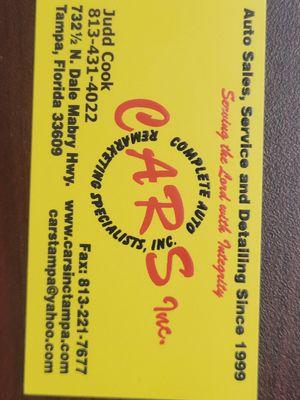 Auto Sales, Service and Detailing Since 1999
Serving the Lord with Integrity
COMPLETE AUTO
CARS Inc.
REMARKETING SPECIALISTS, INC.
Judd Cook
813-431-4022
732½ N. Dale Mabry Hwy.
Tampa, Florida 33609
Fax: 813-221-7677
www.carsinctampa.com
carstampa@yahoo.com